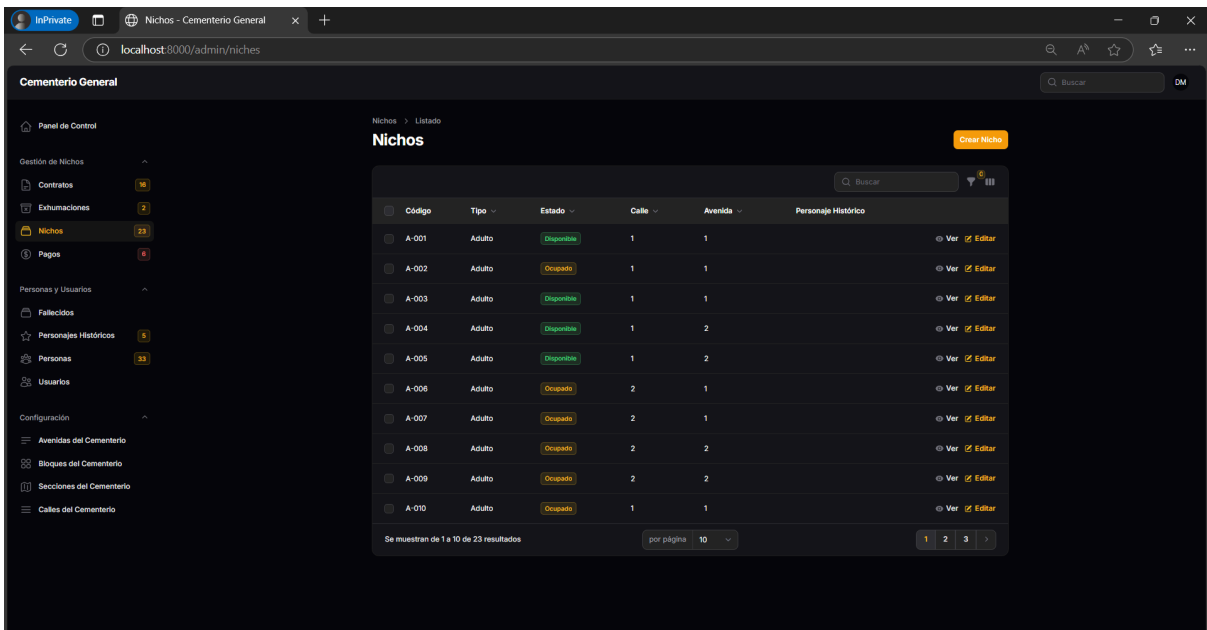 InPrivate
Nichos - Cementerio General
localhost:8000/admin/niches
Cementerio General
Buscar
DM
Panel de Control
Gestión de Nichos
Contratos 16
Exhumaciones 2
Nichos 23
Pagos 6
Personas y Usuarios
Fallecidos
Personajes Históricos 5
Personas 33
Usuarios
Configuración
Avenidas del Cementerio
Bloques del Cementerio
Secciones del Cementerio
Calles del Cementerio
Nichos > Listado
Nichos
Crear Nicho
Buscar
0
Código Tipo Estado Calle Avenida Personaje Histórico
A-001 Adulto Disponible 1 1 Ver Editar
A-002 Adulto Ocupado 1 1 Ver Editar
A-003 Adulto Disponible 1 1 Ver Editar
A-004 Adulto Disponible 1 2 Ver Editar
A-005 Adulto Disponible 1 2 Ver Editar
A-006 Adulto Ocupado 2 1 Ver Editar
A-007 Adulto Ocupado 2 1 Ver Editar
A-008 Adulto Ocupado 2 2 Ver Editar
A-009 Adulto Ocupado 2 2 Ver Editar
A-010 Adulto Ocupado 1 1 Ver Editar
Se muestran de 1 a 10 de 23 resultados
por página 10
1 2 3 >